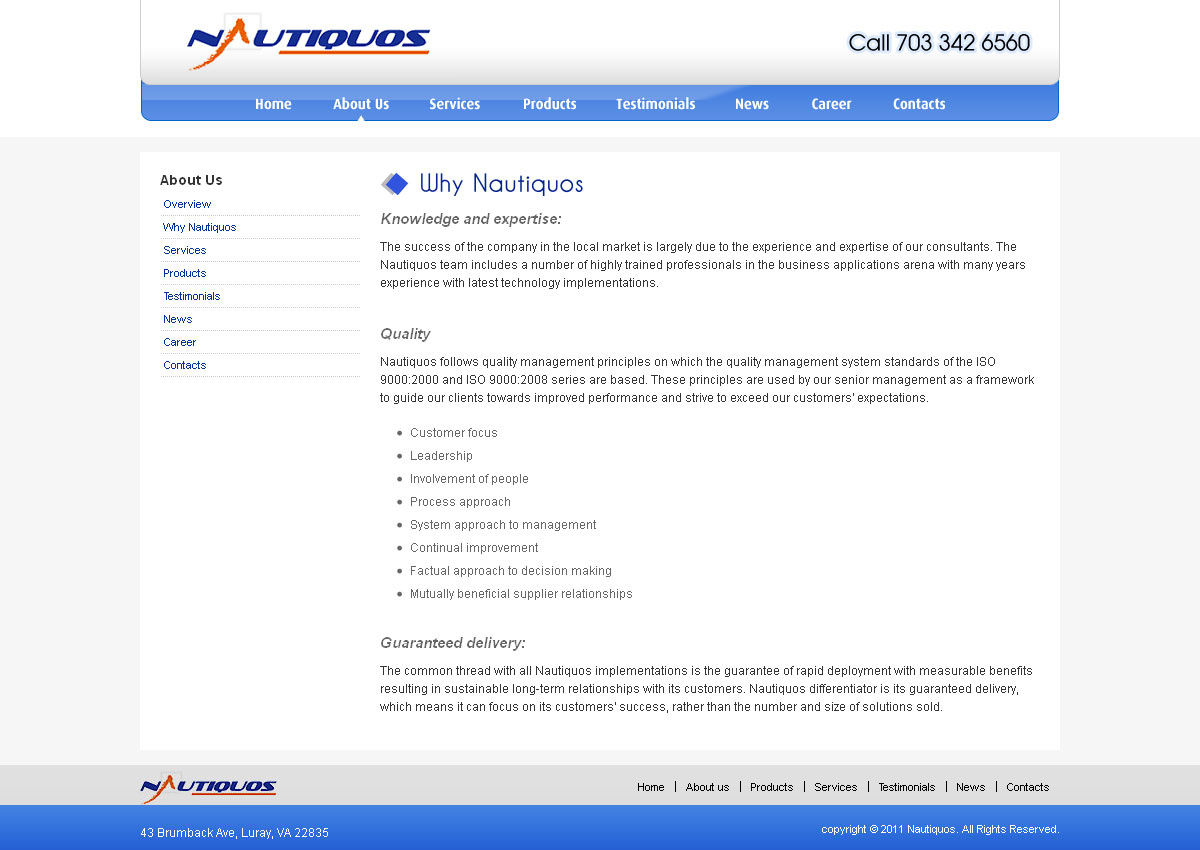 NAUTIQUOS
Call 703 342 6560
Home About Us Services Products Testimonials News Career Contacts
About Us
Overview
Why Nautiquos
Services
Products
Testimonials
News
Career
Contacts
Why Nautiquos
Knowledge and expertise:
The success of the company in the local market is largely due to the experience and expertise of our consultants. The
Nautiquos team includes a number of highly trained professionals in the business applications arena with many years
experience with latest technology implementations.
Quality
Nautiquos follows quality management principles on which the quality management system standards of the ISO
9000:2000 and ISO 9000:2008 series are based. These principles are used by our senior management as a framework
to guide our clients towards improved performance and strive to exceed our customers' expectations.
• Customer focus
• Leadership
• Involvement of people
• Process approach
• System approach to management
• Continual improvement
• Factual approach to decision making
• Mutually beneficial supplier relationships
Guaranteed delivery:
The common thread with all Nautiquos implementations is the guarantee of rapid deployment with measurable benefits
resulting in sustainable long-term relationships with its customers. Nautiquos differentiator is its guaranteed delivery,
which means it can focus on its customers' success, rather than the number and size of solutions sold.
NAUTIQUOS
Home | About us | Products | Services | Testimonials | News | Contacts
43 Brumback Ave, Luray, VA 22835
copyright © 2011 Nautiquos. All Rights Reserved.